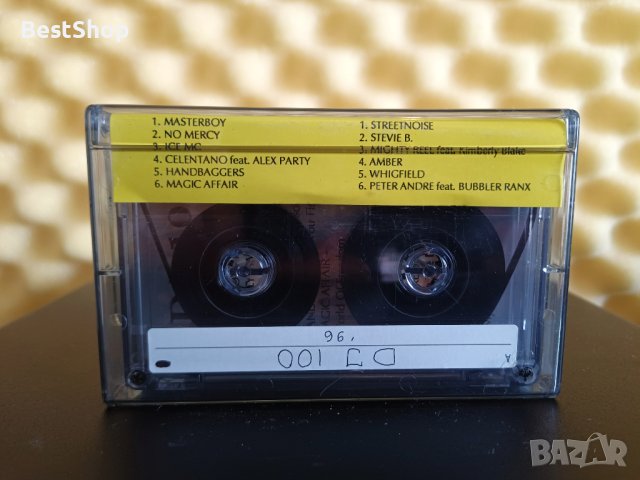 BestShop
1. MASTERBOY
2. NO MERCY
3. ICE MC
4. CELENTANO feat. ALEX PARTY
5. HANDBAGGERS
6. MAGIC AFFAIR
1. STREETNOISE
2. STEVIE B.
3. MIGHTY REEL feat. Kimberly Blake
4. AMBER
5. WHIGFIELD
6. PETER ANDRE feat. BUBBLER RANX
A
DJ 100
'96
BAZAR